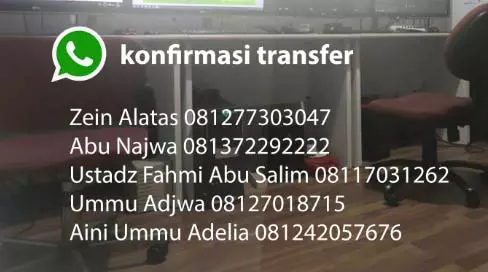 konfirmasi transfer
Zein Alatas 081277303047
Abu Najwa 081372292222
Ustadz Fahmi Abu Salim 08117031262
Ummu Adjwa 08127018715
Aini Ummu Adelia 081242057676